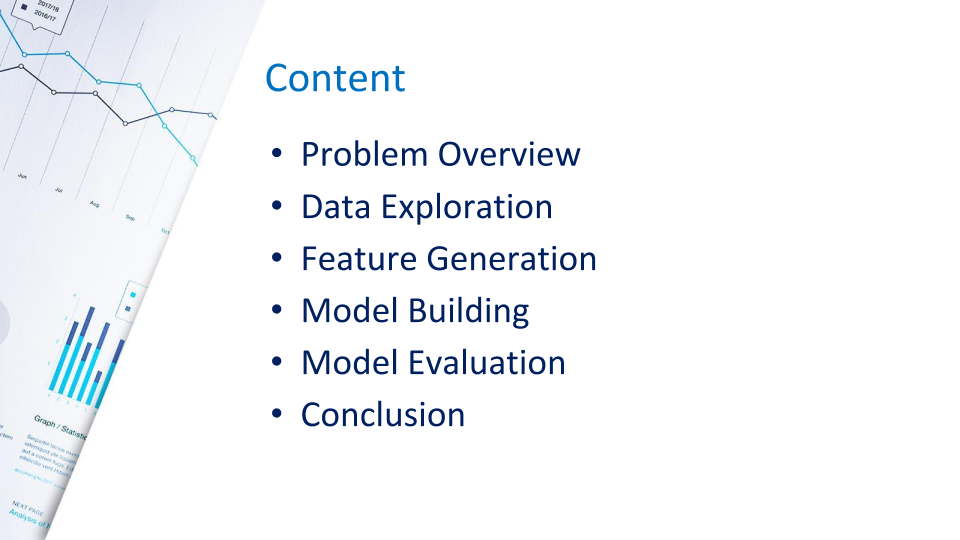 2017/18
2016/17
Content
• Problem Overview
• Data Exploration
• Feature Generation
• Model Building
• Model Evaluation
• Conclusion
Jun
Jul
Aug
Sep
Graph / Statistic
NEXT PAGE
Analysis of